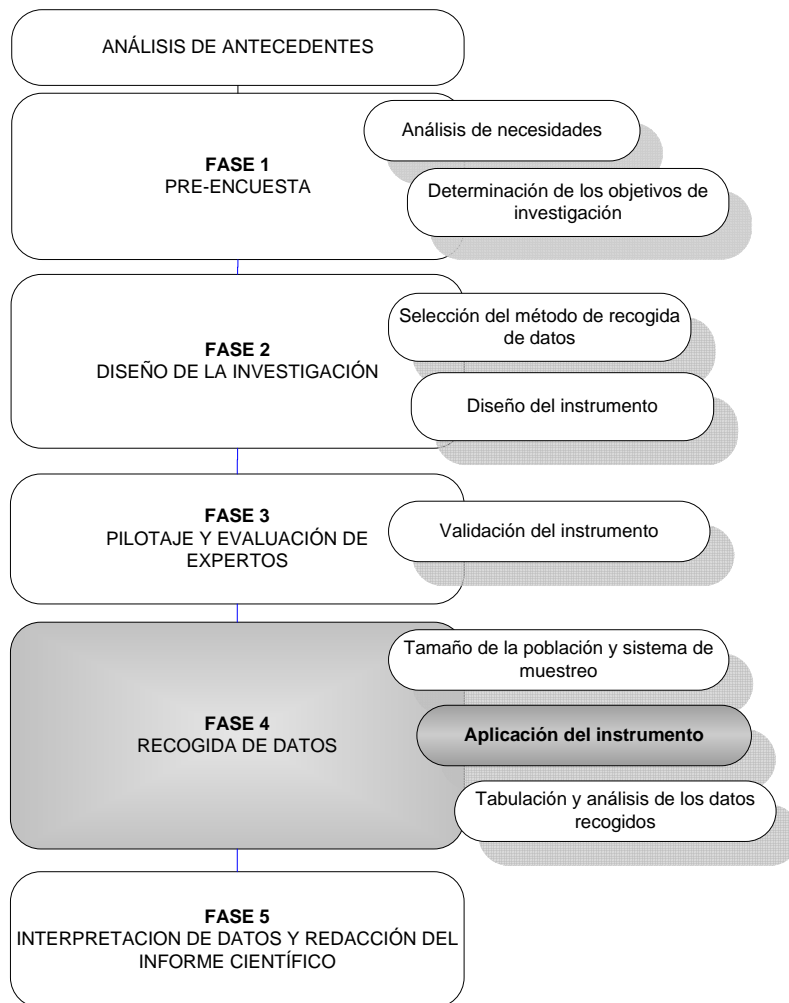 ANÁLISIS DE ANTECEDENTES
FASE 1
PRE-ENCUESTA
Análisis de necesidades
Determinación de los objetivos de
investigación
FASE 2
DISEÑO DE LA INVESTIGACIÓN
Selección del método de recogida
de datos
Diseño del instrumento
FASE 3
PILOTAJE Y EVALUACIÓN DE
EXPERTOS
Validación del instrumento
FASE 4
RECOGIDA DE DATOS
Tamaño de la población y sistema de
muestreo
Aplicación del instrumento
Tabulación y análisis de los datos
recogidos
FASE 5
INTERPRETACION DE DATOS Y REDACCIÓN DEL
INFORME CIENTÍFICO